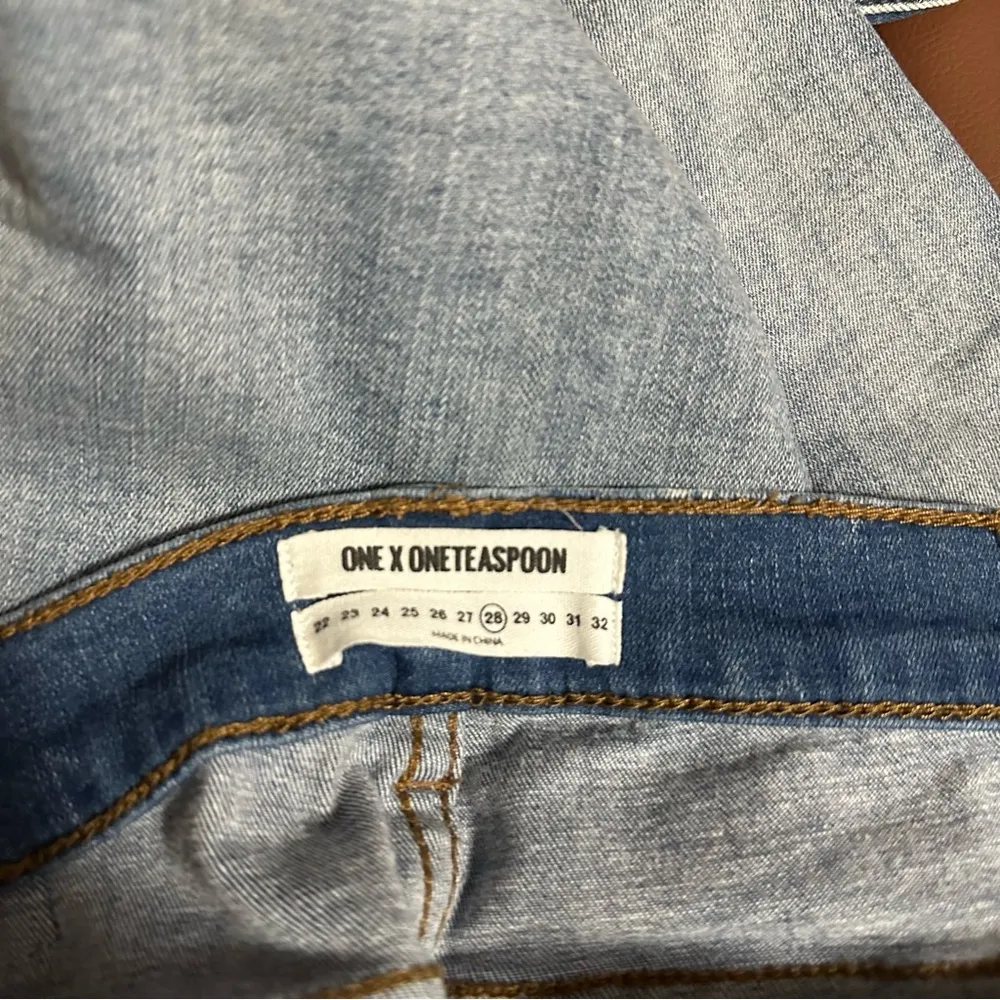 ONE X ONETEASPOON
22 23 24 25 26 27 28 29 30 31 32
MADE IN CHINA